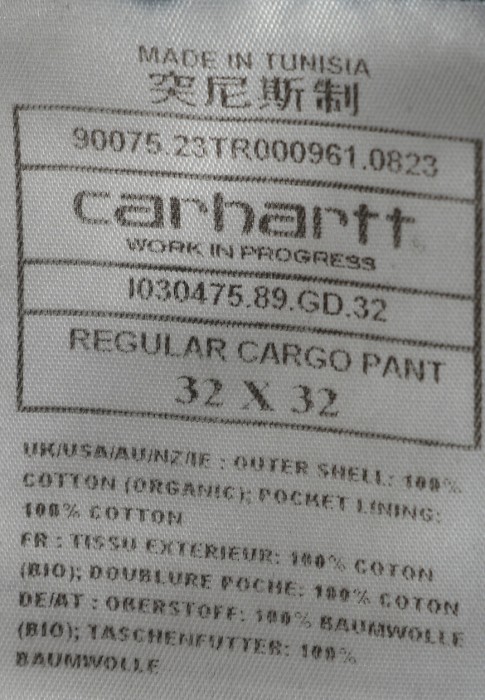 MADE IN TUNISIA
突尼斯制
90075.23TR000961.0823
carhartt
WORK IN PROGRESS
I030475.89.GD.32
REGULAR CARGO PANT
32 X 32
UK/USA/AU/NZ/IE : OUTER SHELL: 100%
COTTON (ORGANIC); POCKET LINING:
100% COTTON
FR : TISSU EXTERIEUR: 100% COTON
(BIO); DOUBLURE POCHE: 100% COTON
DE/AT : OBERSTOFF: 100% BAUMWOLLE
(BIO); TASCHENFUTTER: 100%
BAUMWOLLE